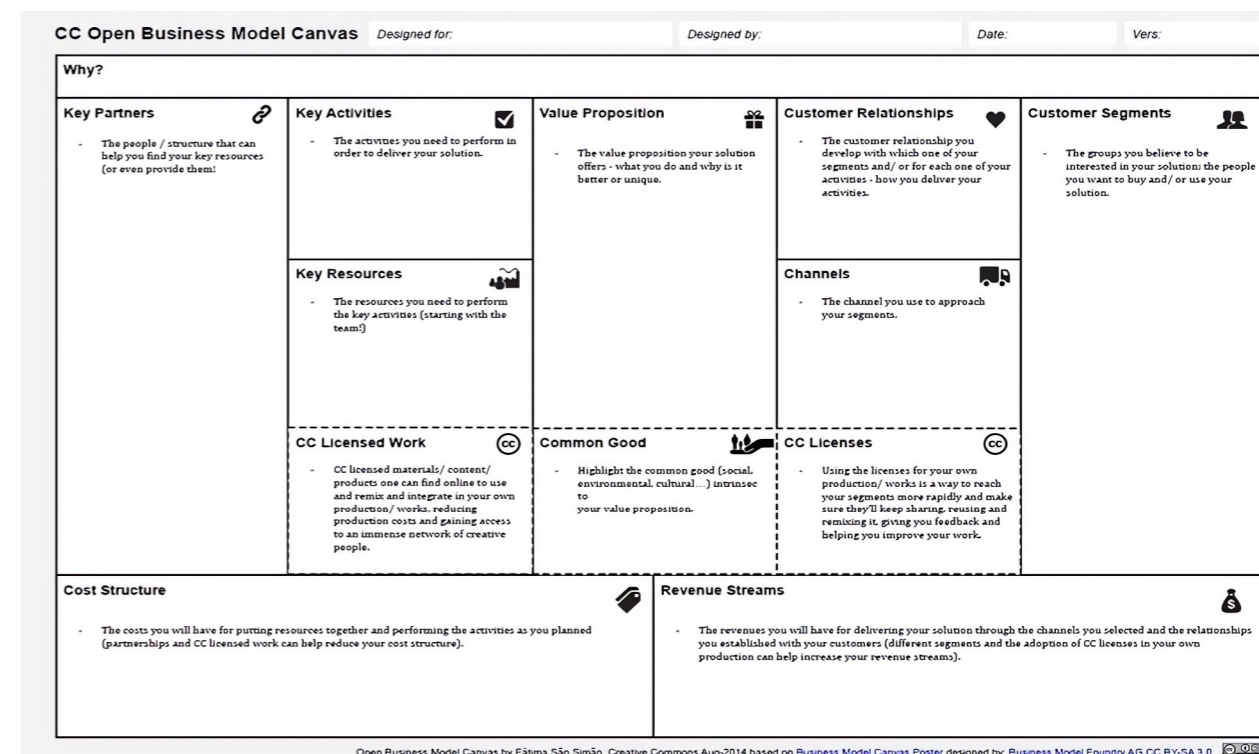 CC Open Business Model Canvas
Designed for:
Designed by:
Date:
Vers:
Why?
Key Partners
- The people / structure that can
help you find your key resources
(or even provide them!
Key Activities
- The activities you need to perform in
order to deliver your solution.
Key Resources
- The resources you need to perform
the key activities (starting with the
team!)
CC Licensed Work
- CC licensed materials/ content/
products one can find online to use
and remix and integrate in your own
production/ works, reducing
production costs and gaining access
to an immense network of creative
people.
Value Proposition
- The value proposition your solution
offers - what you do and why is it
better or unique.
Common Good
- Highlight the common good (social,
environmental, cultural...) intrinsec
to
your value proposition.
Customer Relationships
- The customer relationship you
develop with which one of your
segments and/ or for each one of your
activities - how you deliver your
activities.
Channels
- The channel you use to approach
your segments.
CC Licenses
- Using the licenses for your own
production/ works is a way to reach
your segments more rapidly and make
sure they'll keep sharing, reusing and
remixing it, giving you feedback and
helping you improve your work.
Customer Segments
- The groups you believe to be
interested in your solution; the people
you want to buy and/ or use your
solution.
Cost Structure
- The costs you will have for putting resources together and performing the activities as you planned
(partnerships and CC licensed work can help reduce your cost structure).
Revenue Streams
- The revenues you will have for delivering your solution through the channels you selected and the relationships
you established with your customers (different segments and the adoption of CC licenses in your own
production can help increase your revenue streams).
Open Business Model Canvas by Fátima São Simão, Creative Commons Aug-2014 based on Business Model Canvas Poster designed by: Business Model Foundry AG CC BY-SA 3.0